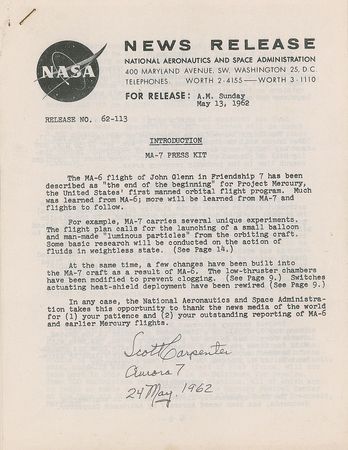 NASA
NEWS RELEASE
NATIONAL AERONAUTICS AND SPACE ADMINISTRATION
400 MARYLAND AVENUE, SW, WASHINGTON 25, D.C.
TELEPHONES WORTH 2-4155—WORTH 3-1110
FOR RELEASE: A.M. Sunday
May 13, 1962
RELEASE NO. 62-113
INTRODUCTION
MA-7 PRESS KIT
The MA-6 flight of John Glenn in Friendship 7 has been
described as "the end of the beginning" for Project Mercury,
the United States' first manned orbital flight program. Much
was learned from MA-6; more will be learned from MA-7 and
flights to follow.
For example, MA-7 carries several unique experiments.
The flight plan calls for the launching of a small balloon
and man-made "luminous particles" from the orbiting craft.
Some basic research will be conducted on the action of
fluids in weightless state. (See Page 14.)
At the same time, a few changes have been built into
the MA-7 craft as a result of MA-6. The low-thruster chambers
have been modified to prevent clogging. (See Page 9.) Switches
actuating heat-shield deployment have been rewired (See Page 9.)
In any case, the National Aeronautics and Space Administra-
tion takes this opportunity to thank the news media of the world
for (1) your patience and (2) your outstanding reporting of MA-6
and earlier Mercury flights.
Scott Carpenter
Aurora 7
24 May, 1962